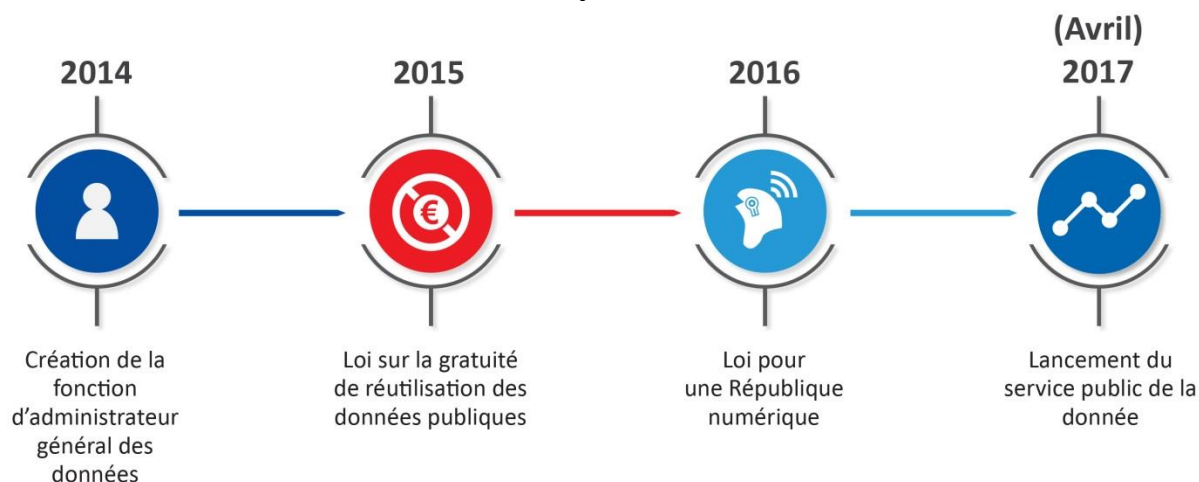 2014
Création de la
fonction
d'administrateur
général des
données
2015
Loi sur la gratuité
de réutilisation des
données publiques
€
2016
Loi pour
une République
numérique
(Avril)
2017
Lancement du
service public de la
donnée